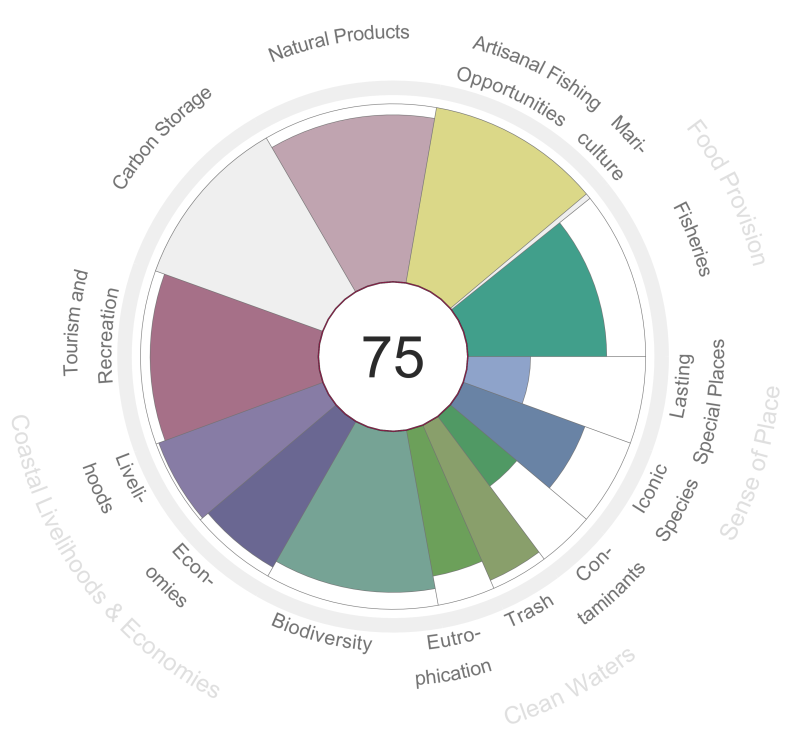 Natural Products
Artisanal Fishing
Opportunities
Mari-
culture
Fisheries
Food Provision
Lasting
Special Places
Iconic
Species
Sense of Place
Con-
taminants
Trash
Eutro-
phication
Clean Waters
Biodiversity
Econ-
omies
Liveli-
hoods
Coastal Livelihoods & Economies
Tourism and
Recreation
Carbon Storage
75